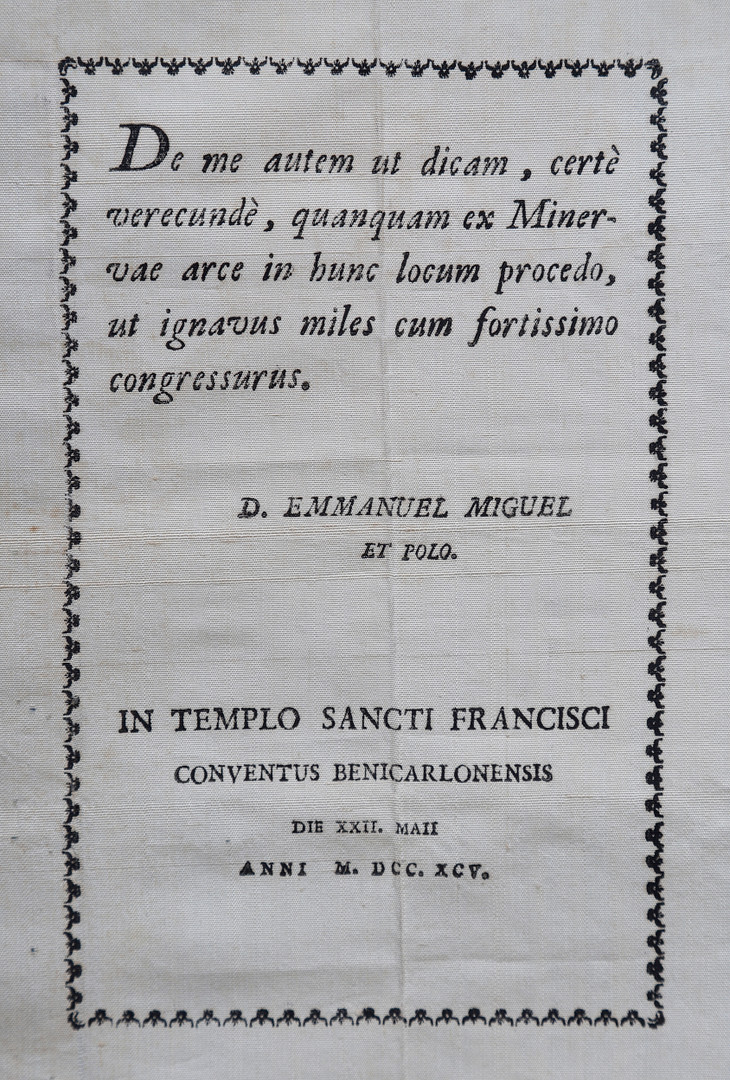 De me autem ut dicam, certè
verecundè, quanquam ex Miner-
vae arce in hunc locum procedo,
ut ignavus miles cum fortissimo
congressurus.
D. EMMANUEL MIGUEL
ET POLO.
IN TEMPLO SANCTI FRANCISCI
CONVENTUS BENICARLONENSIS
DIE XXII. MAII
ANNI M. DCC. XCV.